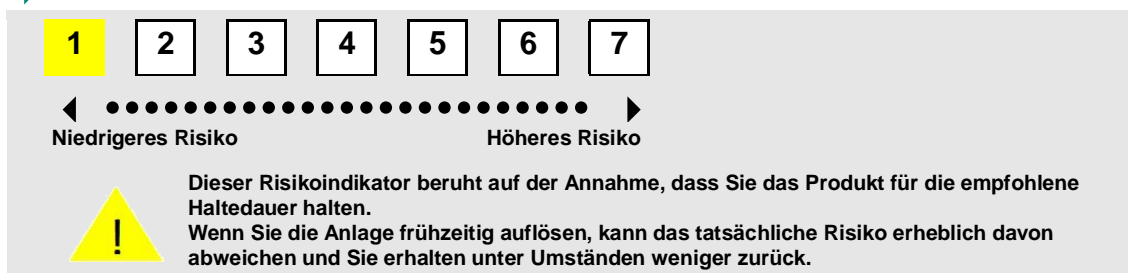 1 2 3 4 5 6 7
Niedrigeres Risiko Höheres Risiko
Dieser Risikoindikator beruht auf der Annahme, dass Sie das Produkt für die empfohlene
Haltedauer halten.
!
Wenn Sie die Anlage frühzeitig auflösen, kann das tatsächliche Risiko erheblich davon
abweichen und Sie erhalten unter Umständen weniger zurück.